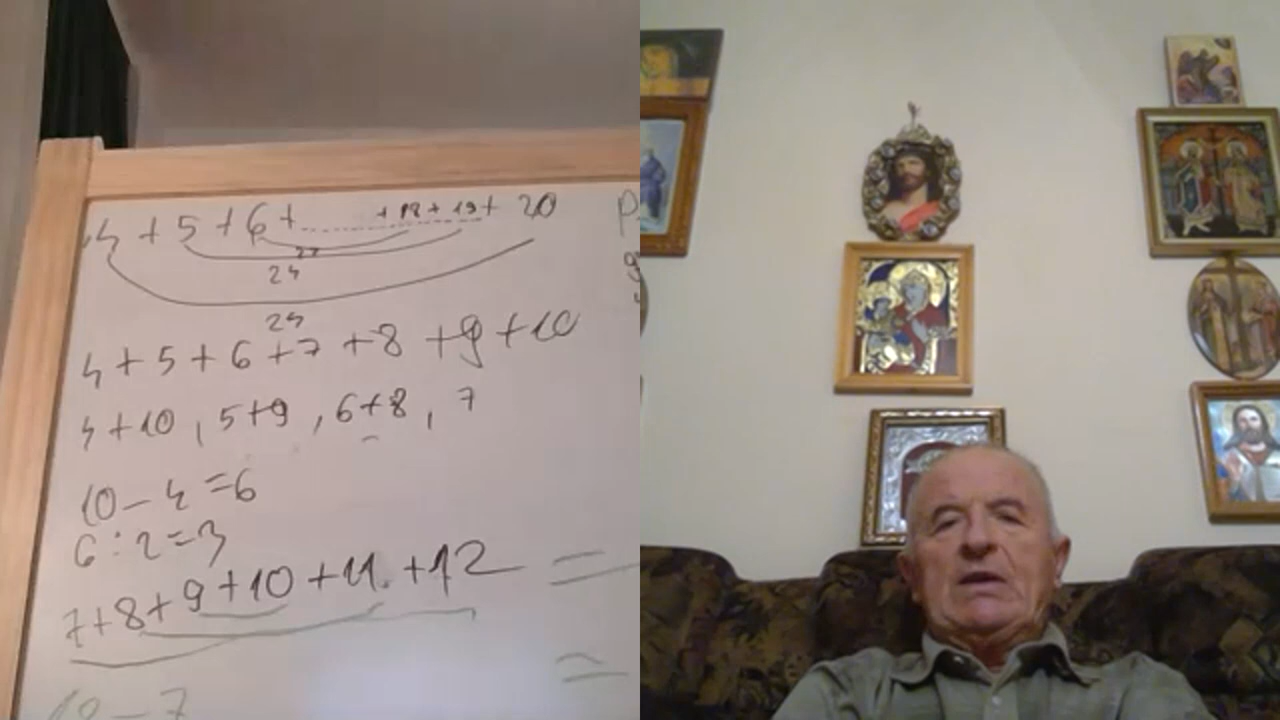 4 + 5 + 6 + ........ + 18 + 19 + 20
24
24
4 + 5 + 6 + 7 + 8 + 9 + 10
4 + 10 , 5 + 9 , 6 + 8 , 7
10 - 4 = 6
6 : 2 = 3
7 + 8 + 9 + 10 + 11 + 12 =
=